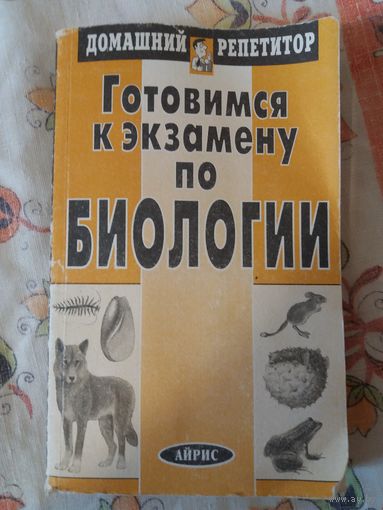 ДОМАШНИЙ РЕПЕТИТОР
Готовимся
к экзамену
по
БИОЛОГИИ
АЙРИС